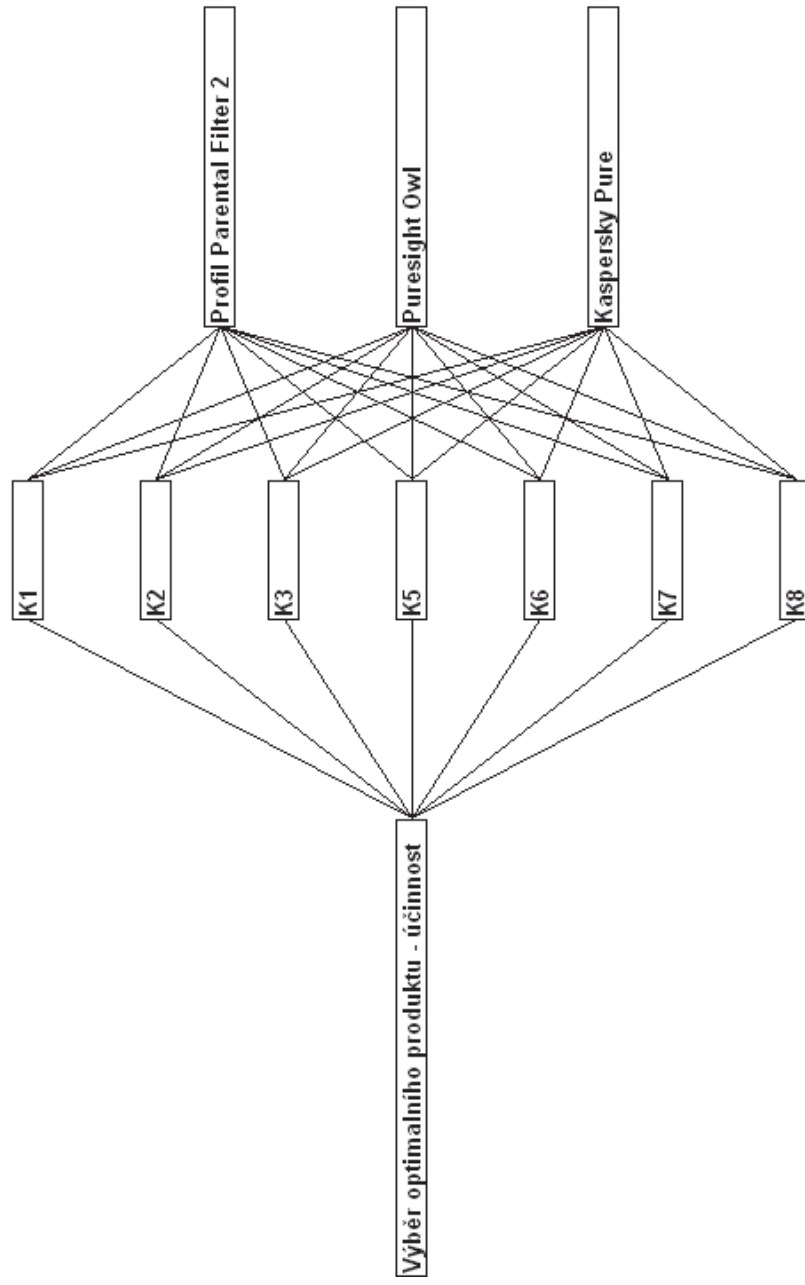 Výběr optimalního produktu - účinnost
K1
K2
K3
K5
K6
K7
K8
Profil Parental Filter 2
Puresight Owl
Kaspersky Pure